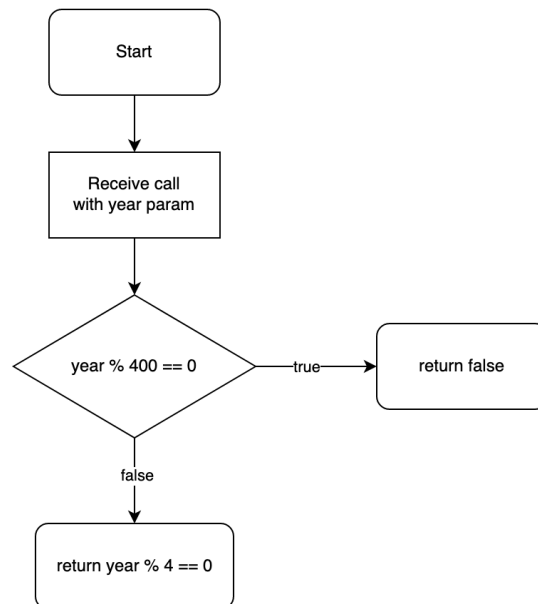 Start
Receive call
with year param
year % 400 == 0
true
return false
false
return year % 4 == 0